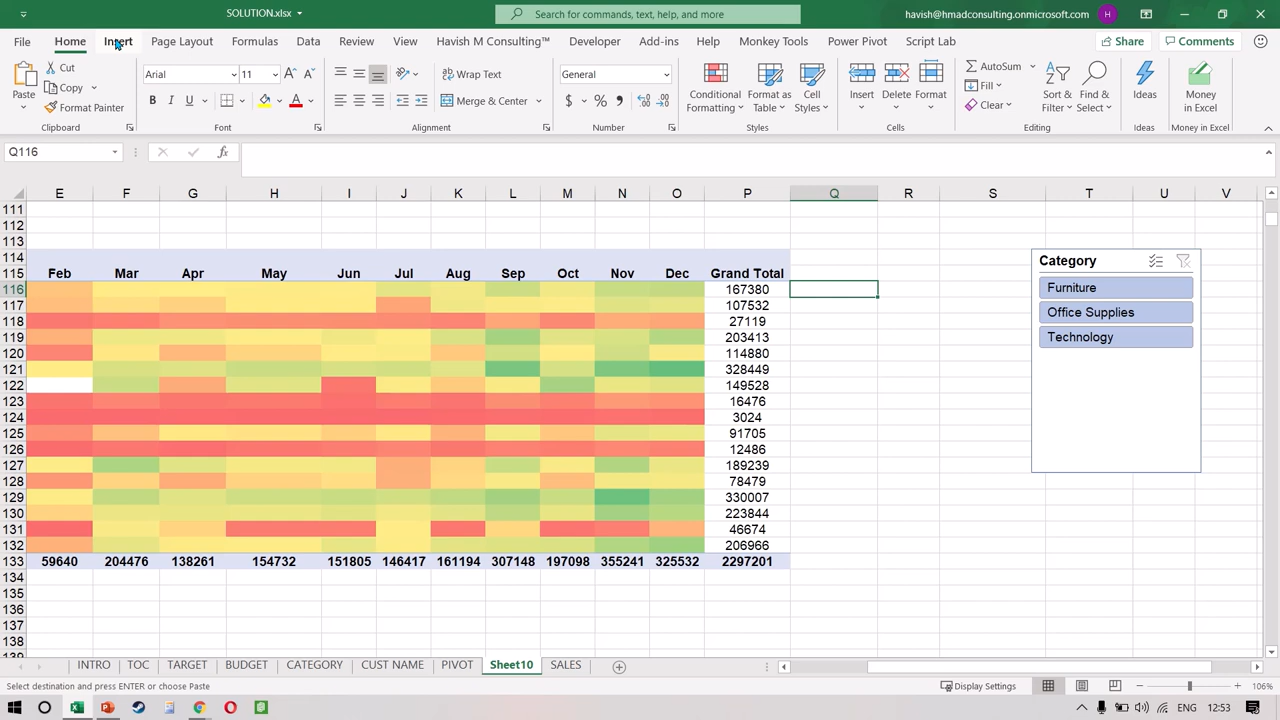 SOLUTION.xlsx
Search for commands, text, help, and more
havish@hmadconsulting.onmicrosoft.com
H
File Home Insert Page Layout Formulas Data Review View Havish M Consulting™ Developer Add-ins Help Monkey Tools Power Pivot Script Lab Share Comments
Paste Cut Copy Format Painter Clipboard
Arial 11 B I U A Font
Wrap Text Merge & Center Alignment
General $ % Number
Conditional Formatting Format as Table Cell Styles Styles
Insert Delete Format Cells
AutoSum Fill Clear Sort & Filter Find & Select Editing
Ideas Ideas
Money in Excel Money in Excel
Q116 fx
E F G H I J K L M N O P Q R S T U V
111
112
113
114
115 Feb Mar Apr May Jun Jul Aug Sep Oct Nov Dec Grand Total
116 167380
117 107532
118 27119
119 203413
120 114880
121 328449
122 149528
123 16476
124 3024
125 91705
126 12486
127 189239
128 78479
129 330007
130 223844
131 46674
132 206966
133 59640 204476 138261 154732 151805 146417 161194 307148 197098 355241 325532 2297201
134
135
136
137
138
Category
Furniture
Office Supplies
Technology
INTRO TOC TARGET BUDGET CATEGORY CUST NAME PIVOT Sheet10 SALES
Select destination and press ENTER or choose Paste
Display Settings
106%
ENG 12:53